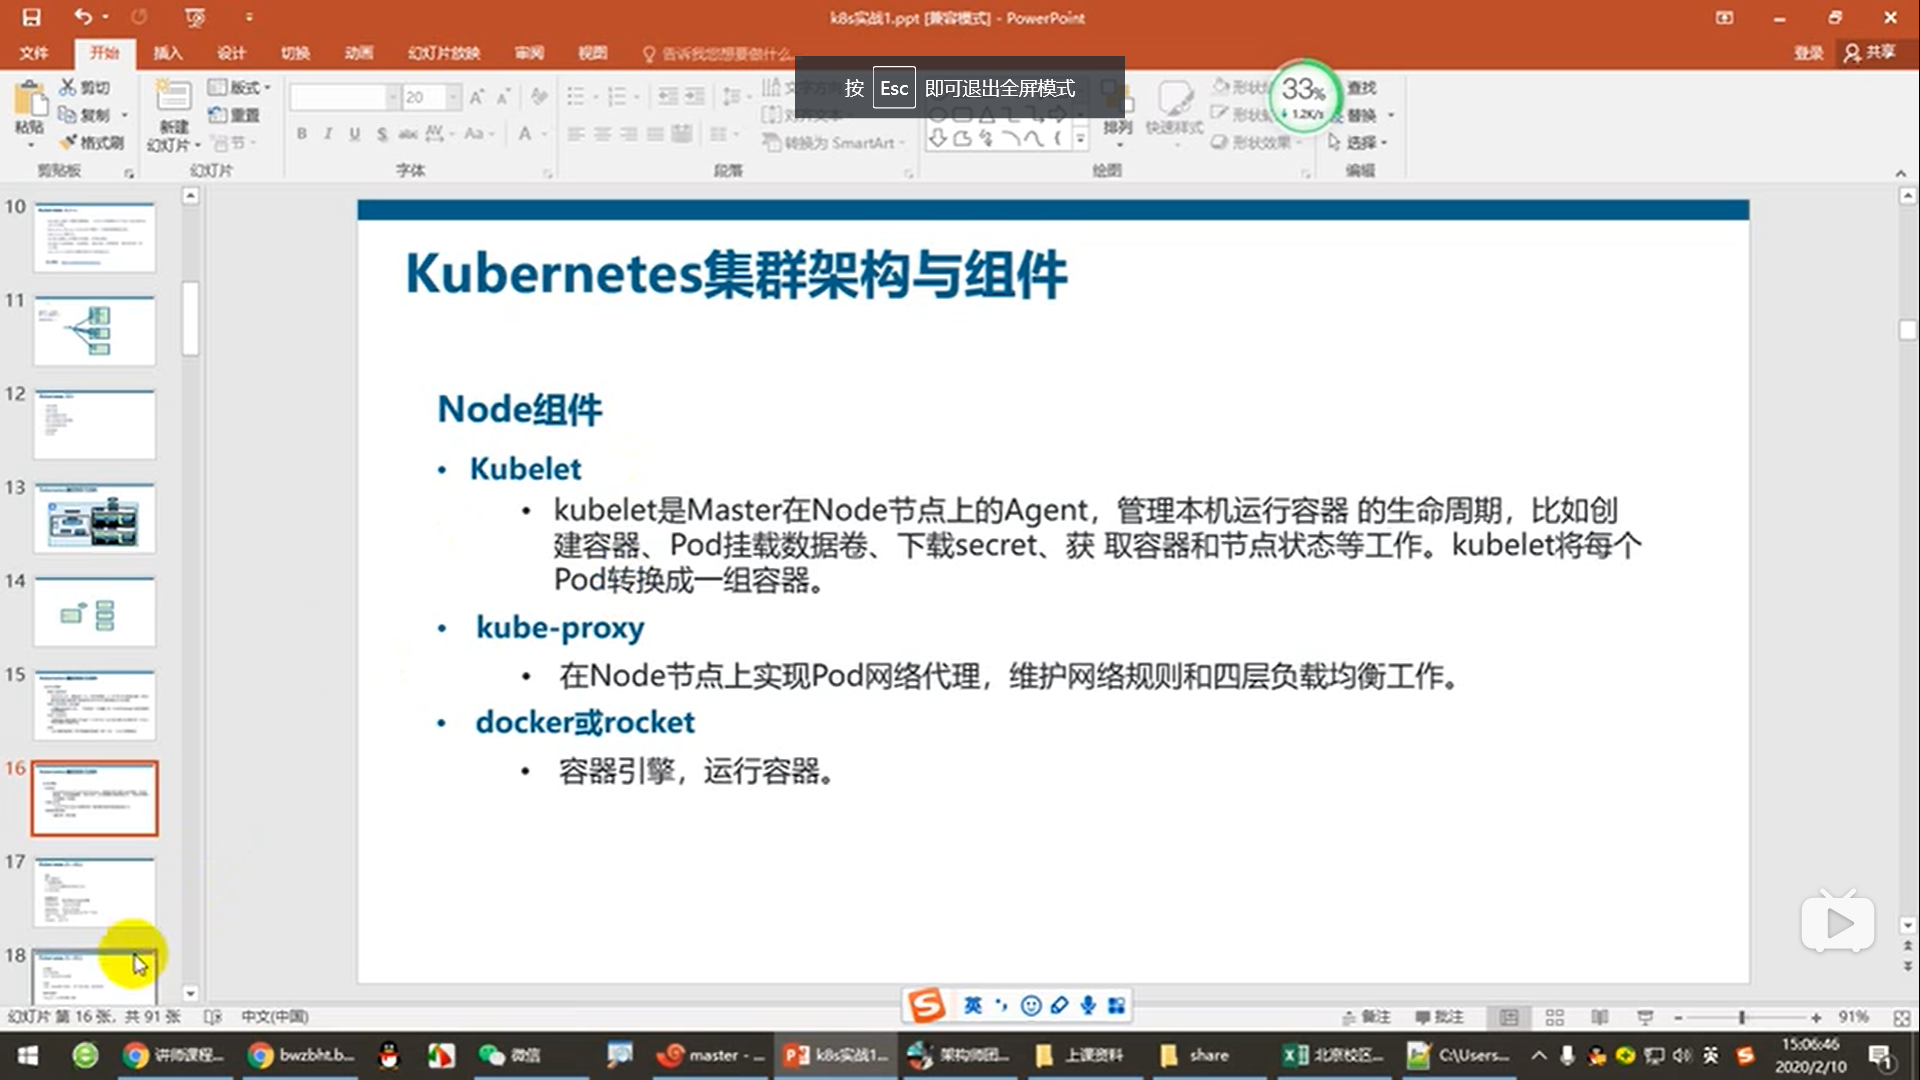 k8s实战1.ppt [兼容模式] - PowerPoint
文件 开始 插入 设计 切换 动画 幻灯片放映 审阅 视图 告诉我您想要做什么 登录 共享
按 Esc 即可退出全屏模式
粘贴 剪切 复制 格式刷 剪贴板
新建 幻灯片 版式 重置 节 幻灯片
20 字体
对齐文本 转换为 SmartArt 段落
排列 快速样式 形状效果 绘图
33% 1.2K/s
查找 替换 选择 编辑
10
11
12
13
14
15
16
17
18
Kubernetes集群架构与组件
Node组件
• Kubelet
• kubelet是Master在Node节点上的Agent，管理本机运行容器 的生命周期，比如创
建容器、Pod挂载数据卷、下载secret、获 取容器和节点状态等工作。kubelet将每个
Pod转换成一组容器。
• kube-proxy
• 在Node节点上实现Pod网络代理，维护网络规则和四层负载均衡工作。
• docker或rocket
• 容器引擎，运行容器。
英
幻灯片 第 16 张，共 91 张 中文(中国) 备注 批注 91%
讲师课程... bwzbht.b... 微信 master - ... k8s实战1... 架构师团... 上课资料 share 北京校区... C:\Users... 英
15:06:46
2020/2/10